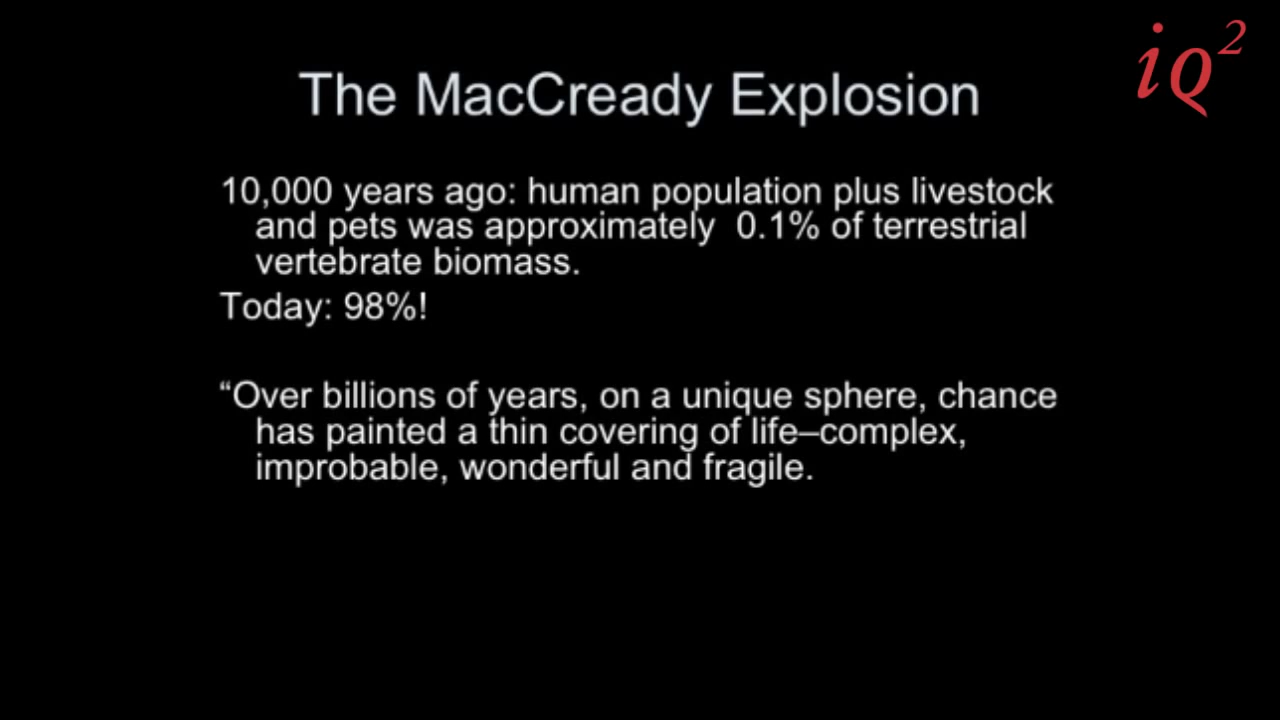 iq2
The MacCready Explosion
10,000 years ago: human population plus livestock
and pets was approximately 0.1% of terrestrial
vertebrate biomass.
Today: 98%!
“Over billions of years, on a unique sphere, chance
has painted a thin covering of life–complex,
improbable, wonderful and fragile.